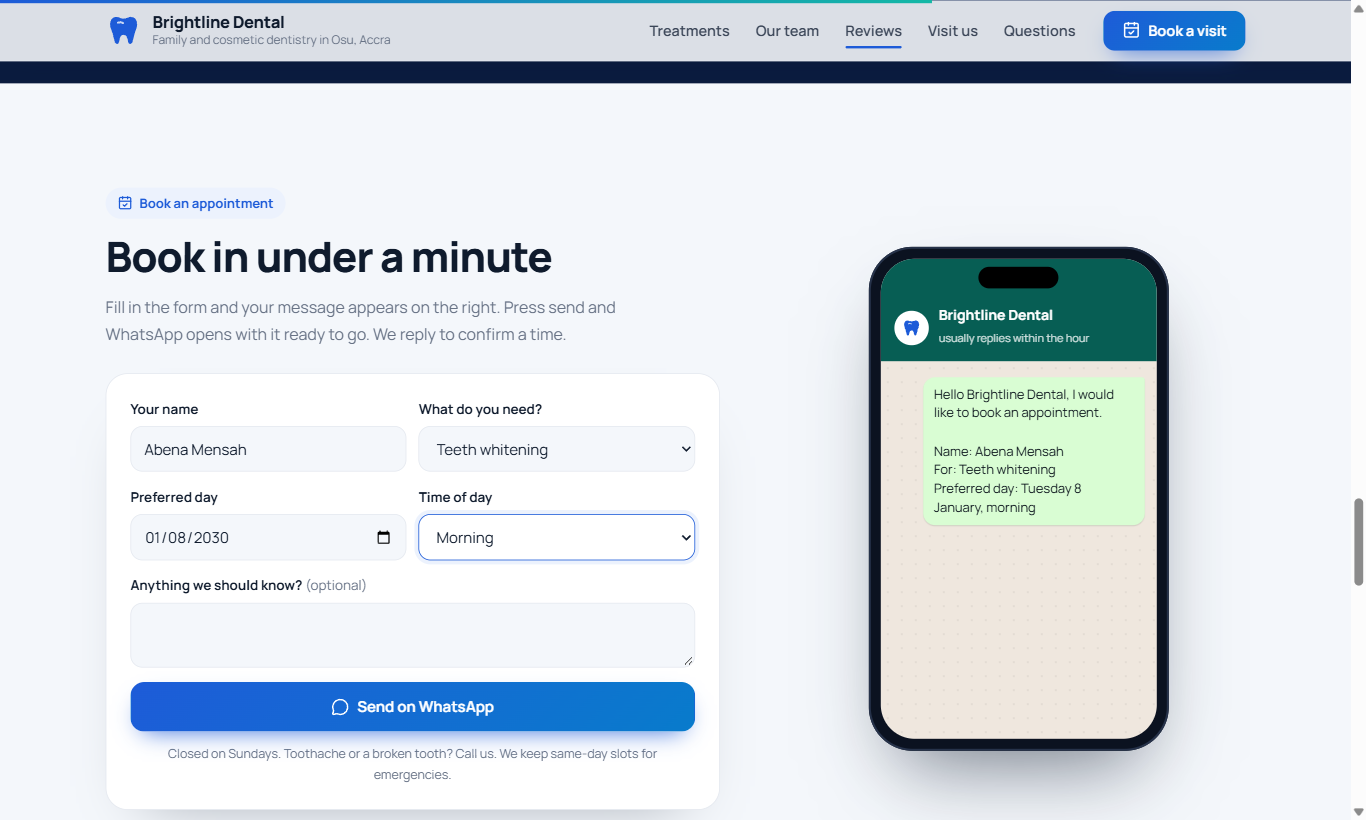 Brightline Dental
Family and cosmetic dentistry in Osu, Accra
Treatments
Our team
Reviews
Visit us
Questions
Book a visit
Book an appointment
Book in under a minute
Fill in the form and your message appears on the right. Press send and
WhatsApp opens with it ready to go. We reply to confirm a time.
Your name
What do you need?
Abena Mensah
Teeth whitening
Preferred day
Time of day
01/08/2030
Morning
Anything we should know? (optional)
Send on WhatsApp
Closed on Sundays. Toothache or a broken tooth? Call us. We keep same-day slots for
emergencies.
Brightline Dental
usually replies within the hour
Hello Brightline Dental, I would
like to book an appointment.
Name: Abena Mensah
For: Teeth whitening
Preferred day: Tuesday 8
January, morning